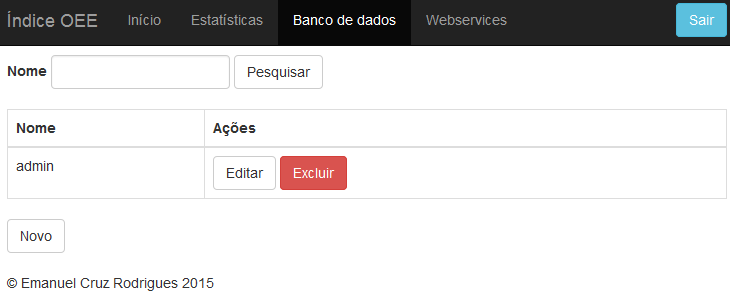 Índice OEE Início Estatísticas Banco de dados Webservices Sair
Nome Pesquisar
Nome Ações
admin Editar Excluir
Novo
© Emanuel Cruz Rodrigues 2015